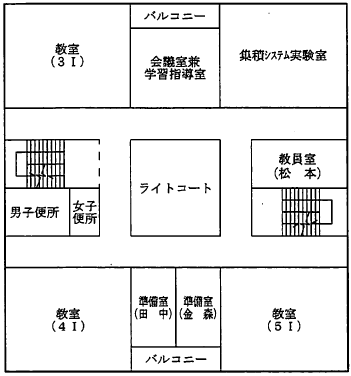 バルコニー
教室
(3I)
会議室兼
学習指導室
集積システム実験室
教員室
(松 本)
ライトコート
男子便所
女子
便所
教室
(4I)
準備室
(田 中)
準備室
(金 森)
教室
(5I)
バルコニー